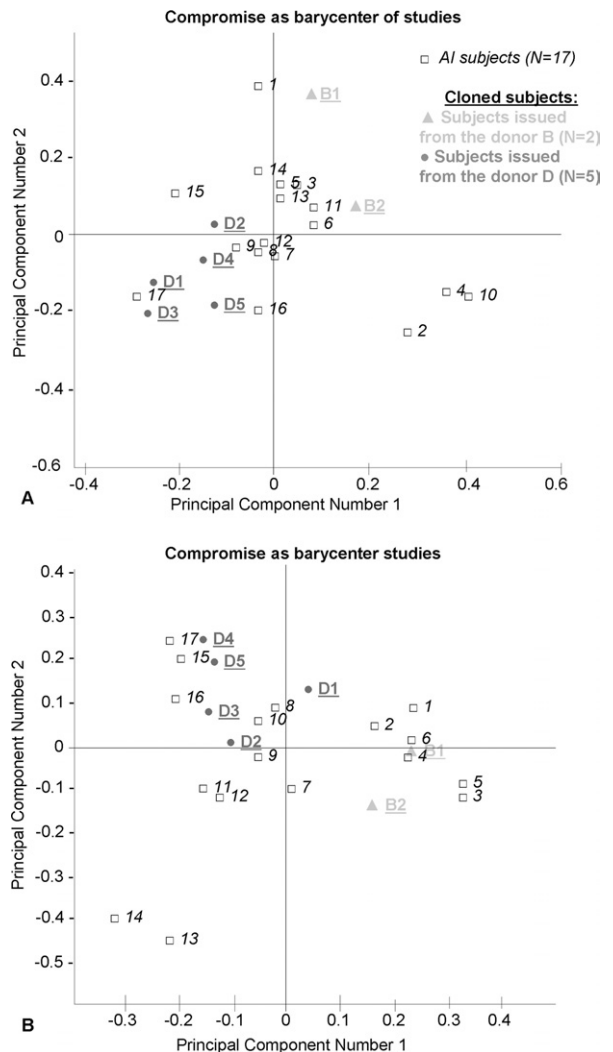 Compromise as barycenter of studies
0.4
0.2
0
-0.2
-0.4
-0.6
Principal Component Number 2
1
B1
14
5
3
13
15
11
6
B2
D2
9
12
8
7
D4
D1
17
D3
D5
16
4
10
2
AI subjects (N=17)
Cloned subjects:
Subjects issued
from the donor B (N=2)
Subjects issued
from the donor D (N=5)
-0.4
-0.2
0
0.2
0.4
0.6
A
Principal Component Number 1
Compromise as barycenter studies
0.4
0.3
0.2
0.1
0
-0.1
-0.2
-0.3
-0.4
-0.5
Principal Component Number 2
17
D4
15
D5
16
D3
D1
8
10
D2
9
1
2
6
B1
4
11
12
7
5
3
B2
14
13
-0.3
-0.2
-0.1
0
0.1
0.2
0.3
0.4
B
Principal Component Number 1